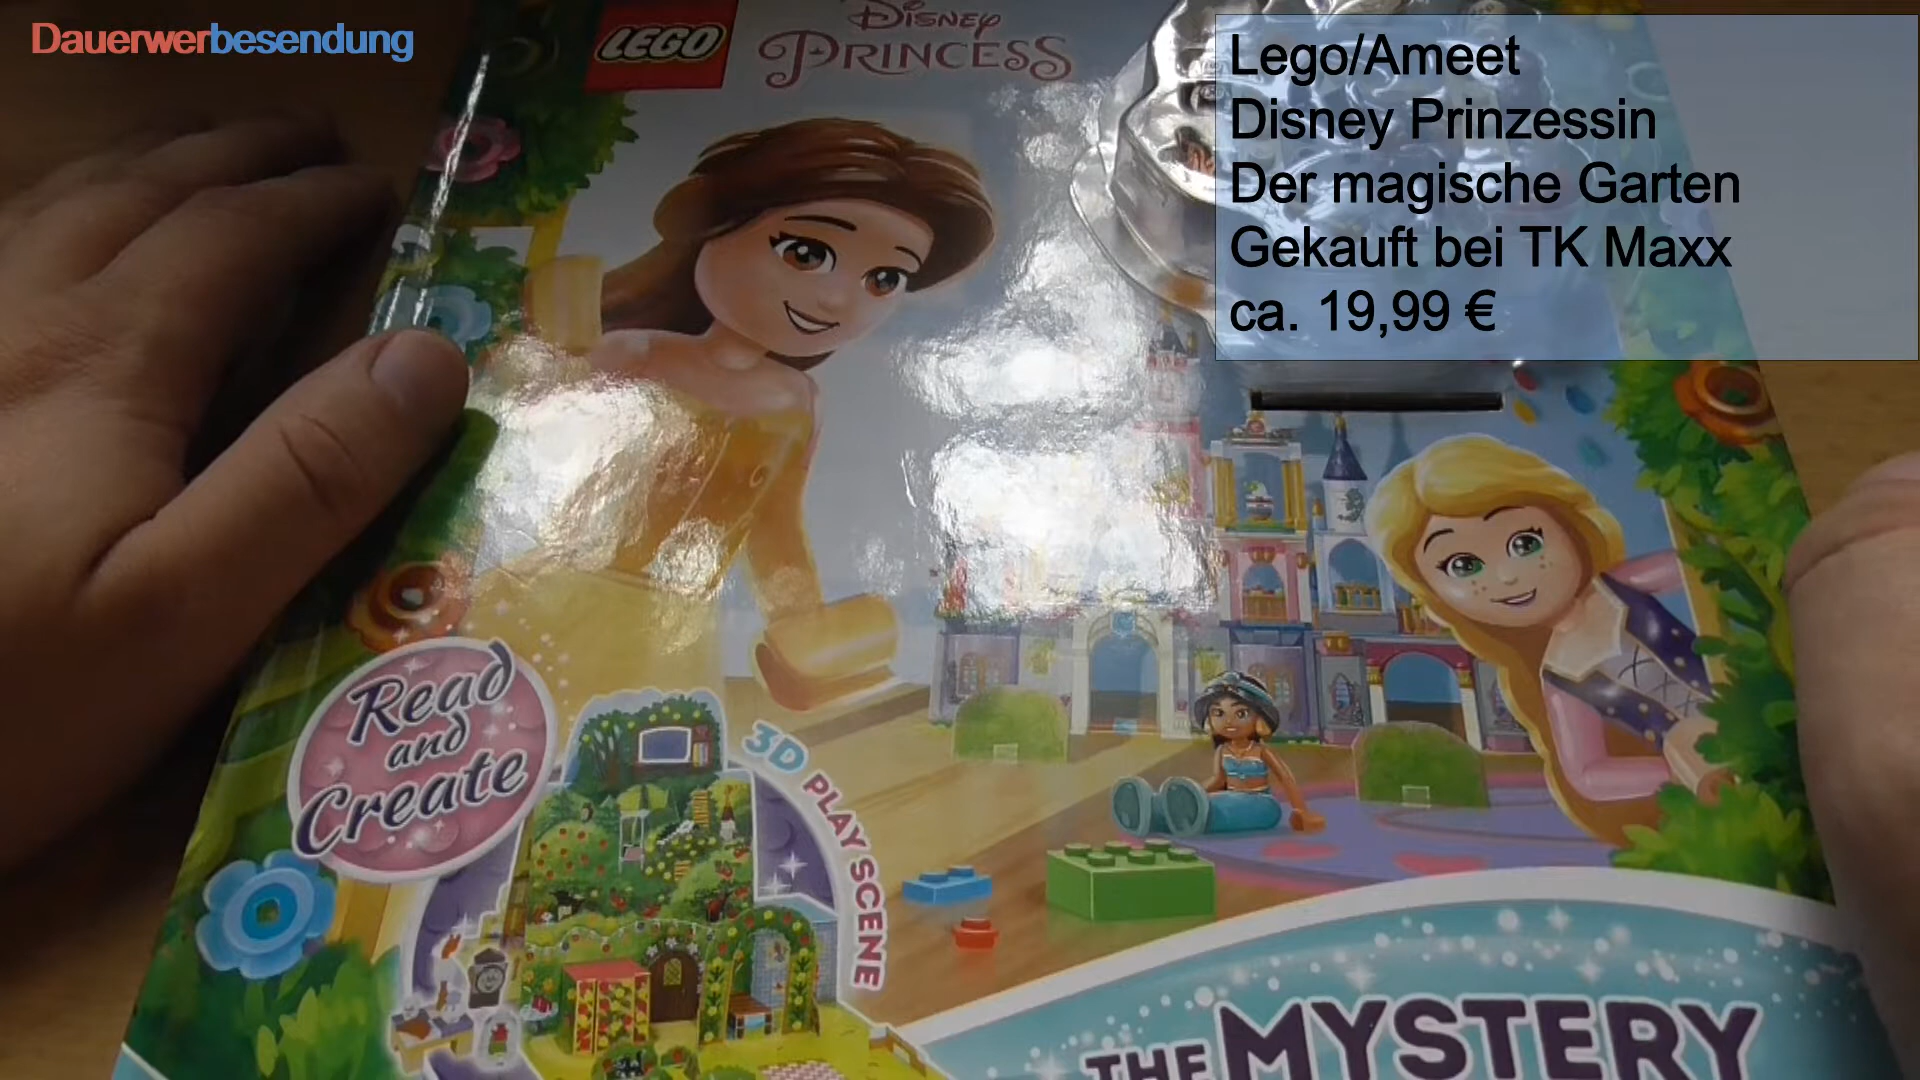 Dauerwerbesendung
LEGO
Disney
PRINCESS
Lego/Ameet
Disney Prinzessin
Der magische Garten
Gekauft bei TK Maxx
ca. 19,99 €
Read
and
Create
3D PLAY SCENE
THE MYSTERY